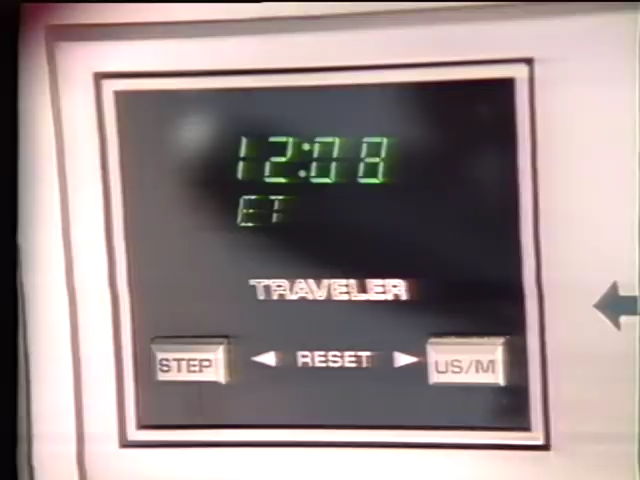 12:08
ET
TRAVELER
STEP ◄ RESET ► US/M